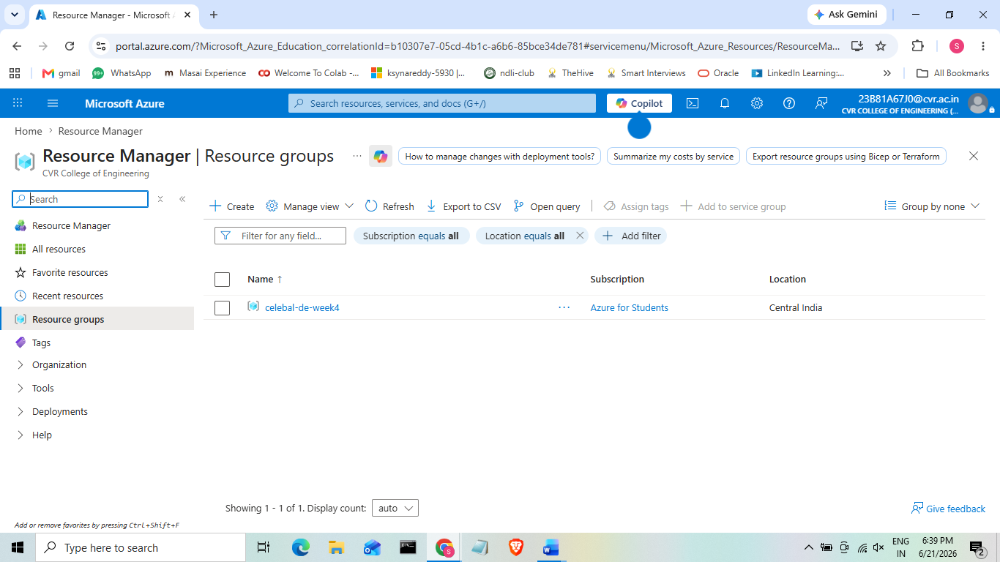 Resource Manager - Microsoft A
Ask Gemini
portal.azure.com/?Microsoft_Azure_Education_correlationId=b10307e7-05cd-4b1c-a6b6-85bce34de781#servicemenu/Microsoft_Azure_Resources/ResourceMa...
S
gmail
99+ WhatsApp
m Masai Experience
Welcome To Colab -...
ksynareddy-5930 |...
ndli-club
TheHive
Smart Interviews
Oracle
LinkedIn Learning:...
All Bookmarks
Microsoft Azure
Search resources, services, and docs (G+/)
Copilot
23B81A67J0@cvr.ac.in
CVR COLLEGE OF ENGINEERING (...
Home > Resource Manager
Resource Manager | Resource groups
CVR College of Engineering
How to manage changes with deployment tools?
Summarize my costs by service
Export resource groups using Bicep or Terraform
Search
Create
Manage view
Refresh
Export to CSV
Open query
Assign tags
Add to service group
Group by none
Resource Manager
All resources
Favorite resources
Recent resources
Resource groups
Tags
Organization
Tools
Deployments
Help
Filter for any field...
Subscription equals all
Location equals all
Add filter
Name ↑ Subscription Location
celebal-de-week4 ... Azure for Students Central India
Showing 1 - 1 of 1. Display count: auto
Give feedback
Add or remove favorites by pressing Ctrl+Shift+F
Type here to search
S
ENG
IN
6:39 PM
6/21/2026
2